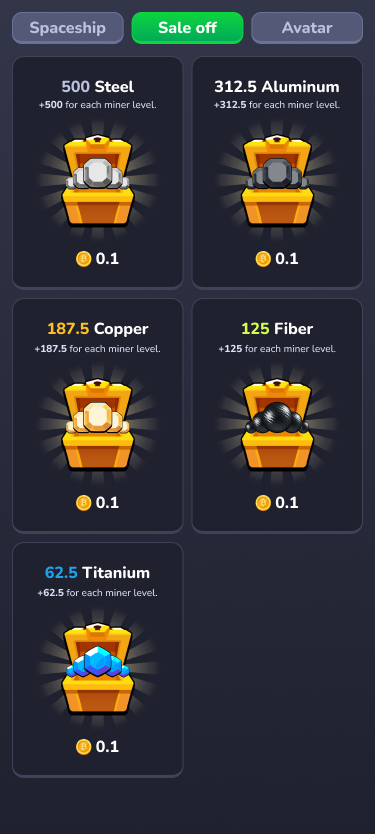 Spaceship
Sale off
Avatar
500 Steel
+500 for each miner level.
0.1
312.5 Aluminum
+312.5 for each miner level.
0.1
187.5 Copper
+187.5 for each miner level.
0.1
125 Fiber
+125 for each miner level.
0.1
62.5 Titanium
+62.5 for each miner level.
0.1